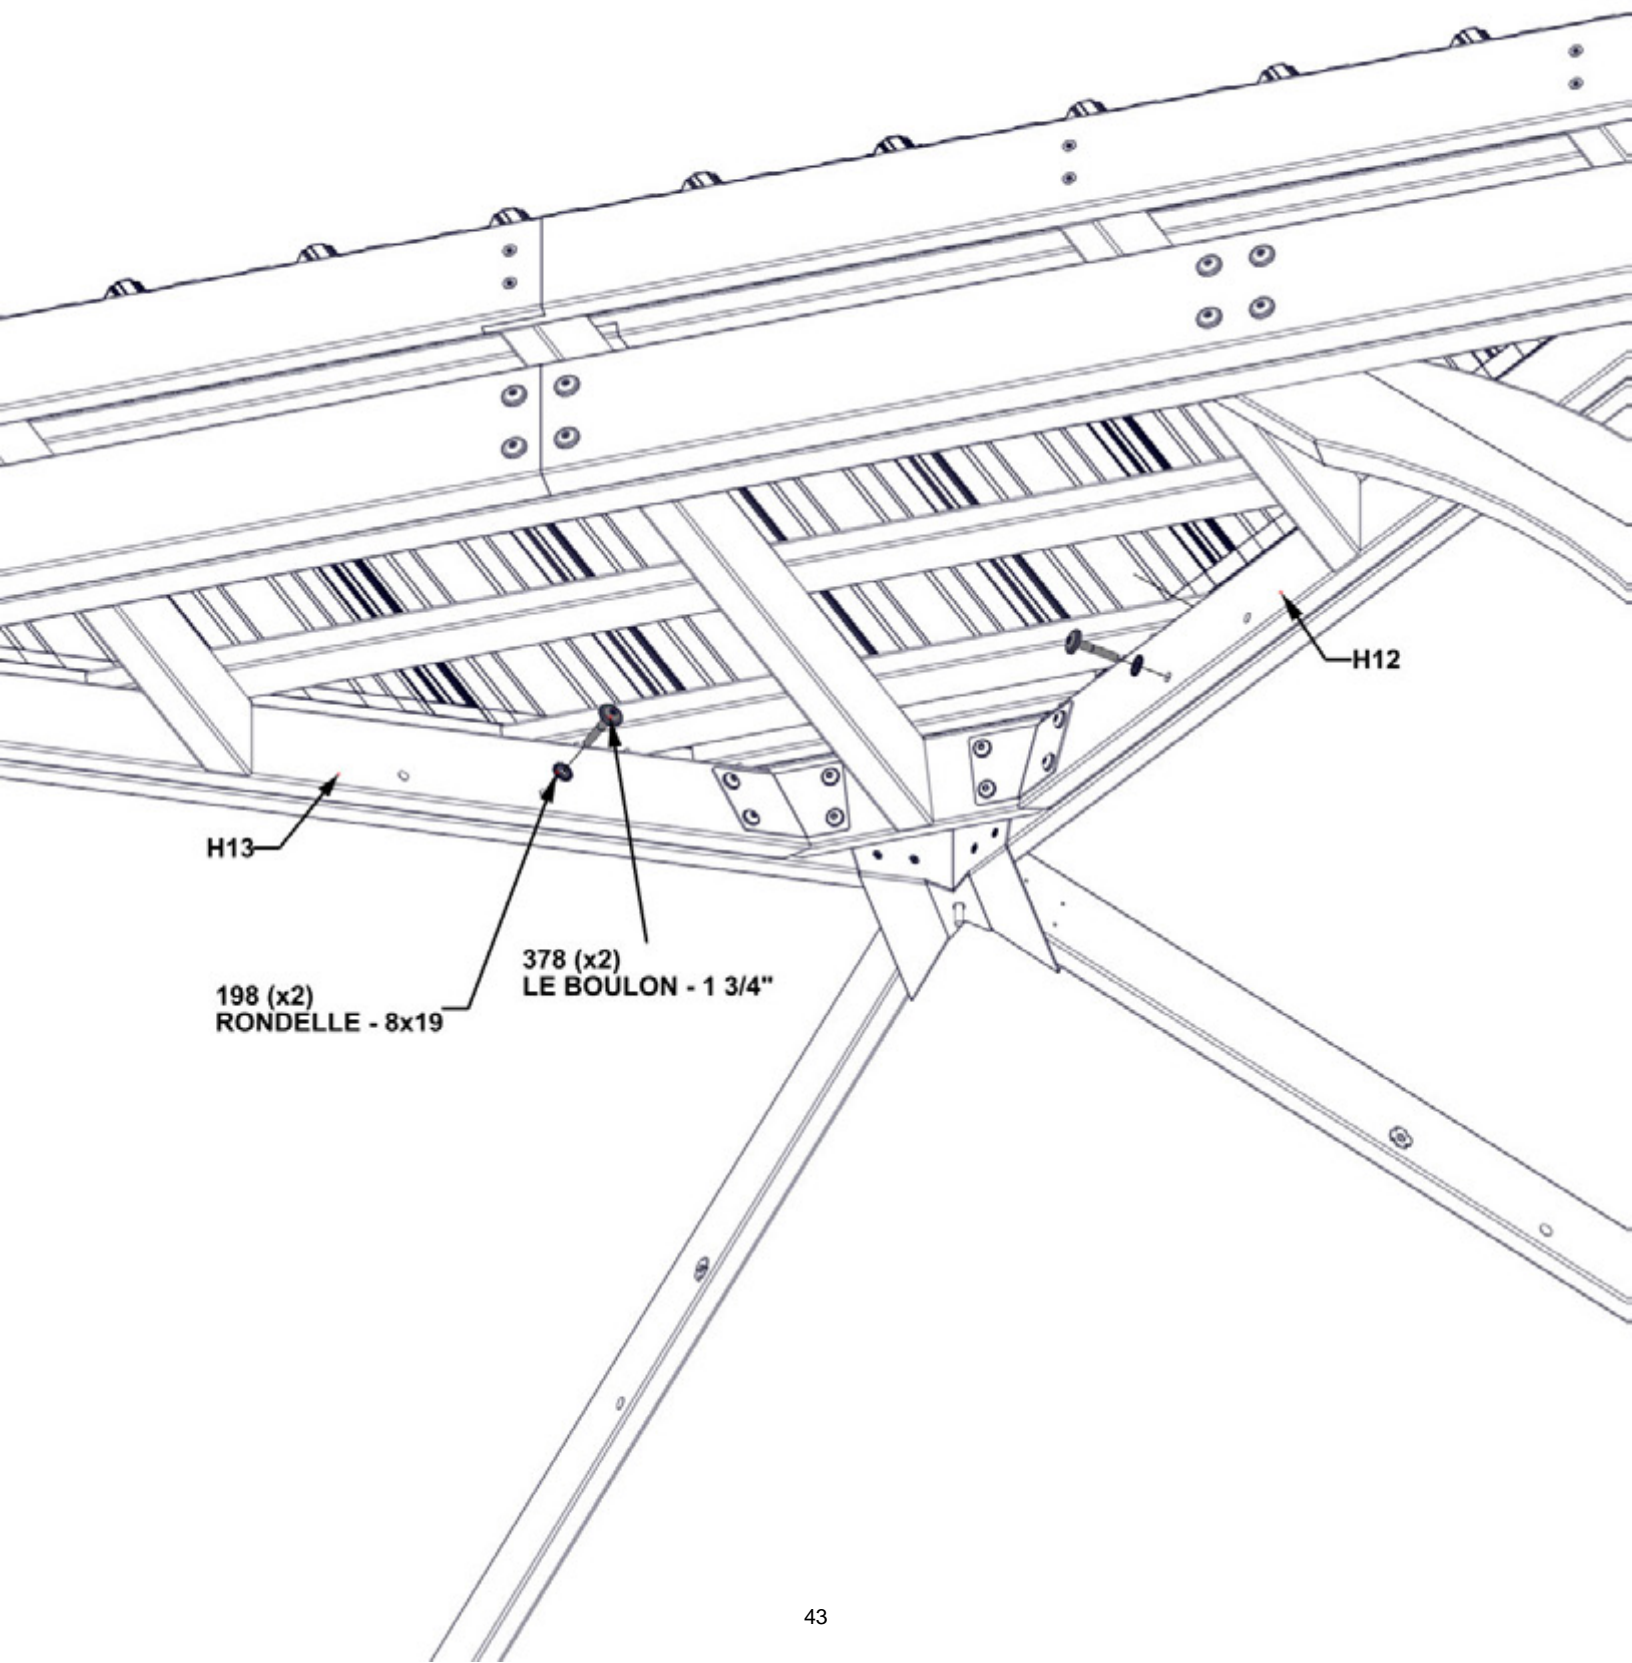 H12
H13
378 (x2)
LE BOULON - 1 3/4"
198 (x2)
RONDELLE - 8x19
43